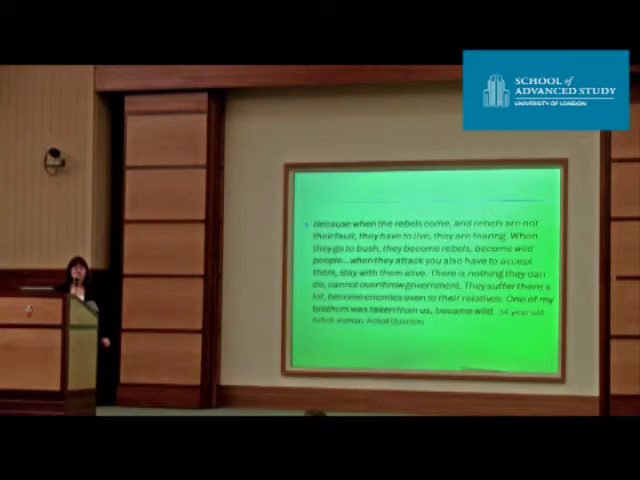 SCHOOL of
ADVANCED STUDY
UNIVERSITY OF LONDON
Because when the rebels come, and rebels are not
their fault, they have to live, they are fearing. When
they go to bush, they become rebels, become wild
people... when they attack you also have to accept
them, stay with them alive. There is nothing they can
do, cannot overthrow government. They suffer there a
lot, become enemies even to their relatives. One of my
brothers was taken from us, became wild. 34 year old
woman,